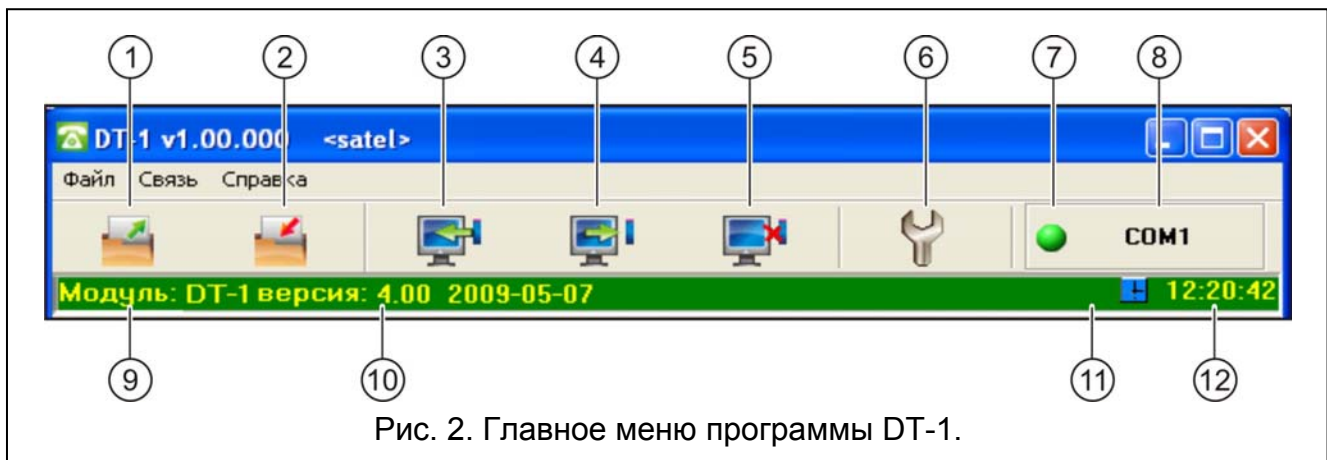 1 2 3 4 5 6 7 8
DT-1 v1.00.000 <satel>
Файл Связь Справка
COM1
Модуль: DT-1 версия: 4.00 2009-05-07 12:20:42
9 10 11 12
Рис. 2. Главное меню программы DT-1.